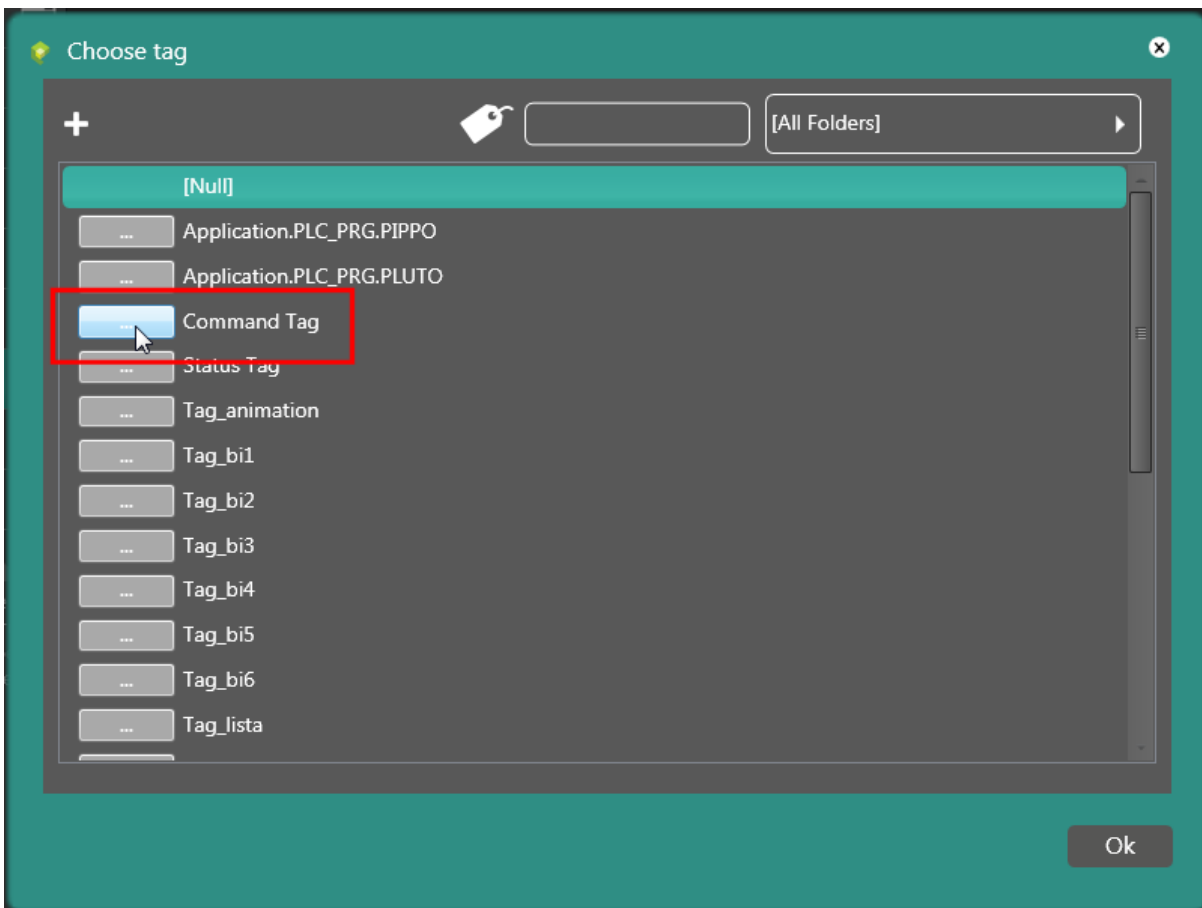 Choose tag
[All Folders]
[Null]
... Application.PLC_PRG.PIPPO
... Application.PLC_PRG.PLUTO
... Command Tag
... Status Tag
... Tag_animation
... Tag_bi1
... Tag_bi2
... Tag_bi3
... Tag_bi4
... Tag_bi5
... Tag_bi6
... Tag_lista
Ok